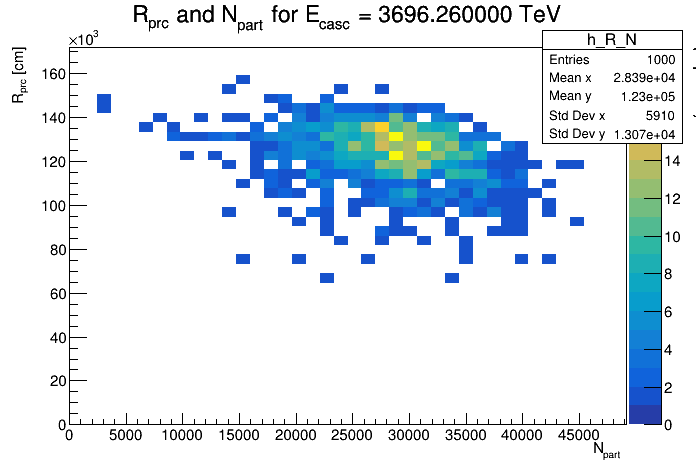 R_prc and N_part for E_casc = 3696.260000 TeV
h_R_N
Entries 1000
Mean x 2.839e+04
Mean y 1.23e+05
Std Dev x 5910
Std Dev y 1.307e+04
×10³
R_prc [cm]
160
140
120
100
80
60
40
20
0
14
12
10
8
6
4
2
0
0 5000 10000 15000 20000 25000 30000 35000 40000 45000
N_part